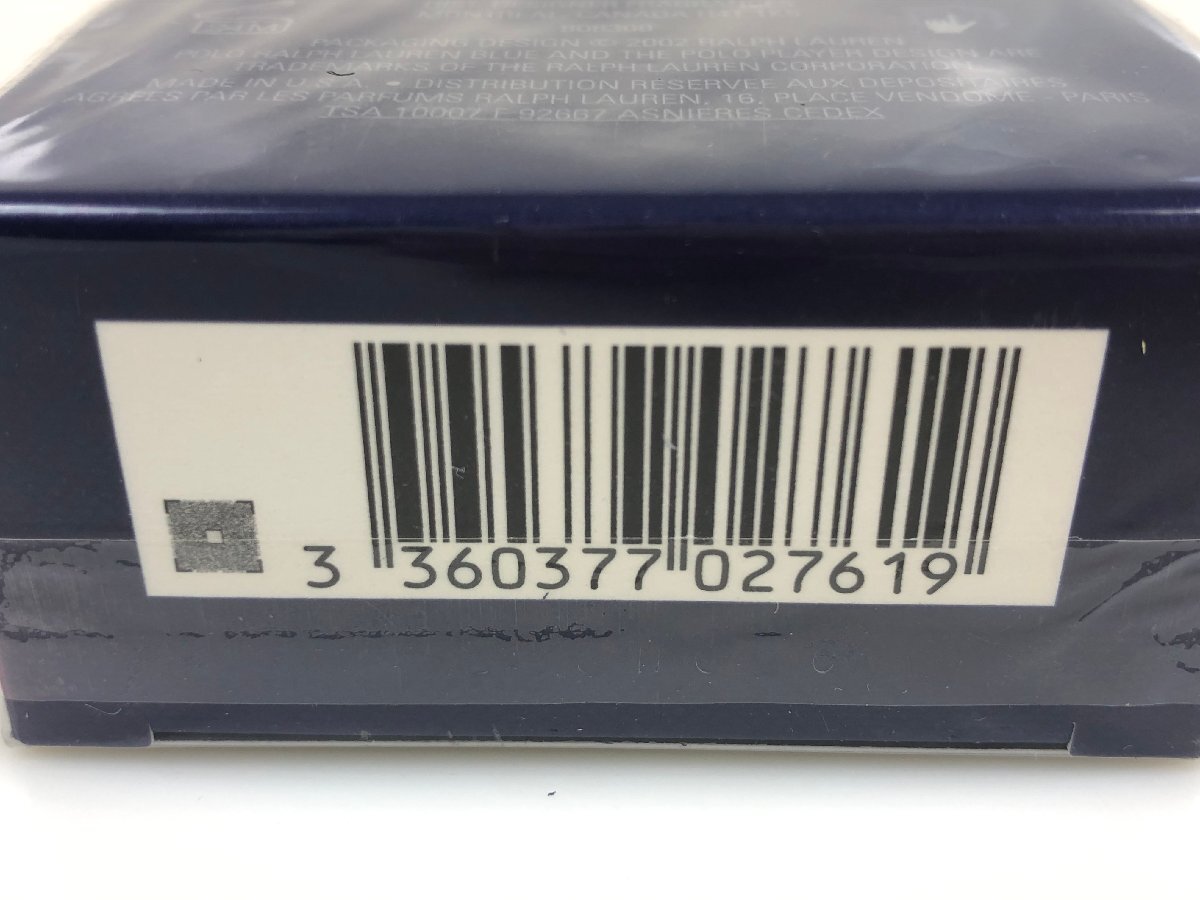 MONTREAL, CANADA
PACKAGING DESIGN © 2002 RALPH LAUREN
POLO RALPH LAUREN BLUE AND THE POLO PLAYER DESIGN ARE
TRADEMARKS OF THE RALPH LAUREN CORPORATION
MADE IN U.S.A. • DISTRIBUTION RESERVEE AUX DEPOSITAIRES
AGREES PAR LES PARFUMS RALPH LAUREN, 16, PLACE VENDOME - PARIS
TSA 10007 F 92667 ASNIERES CEDEX
3 360377 027619